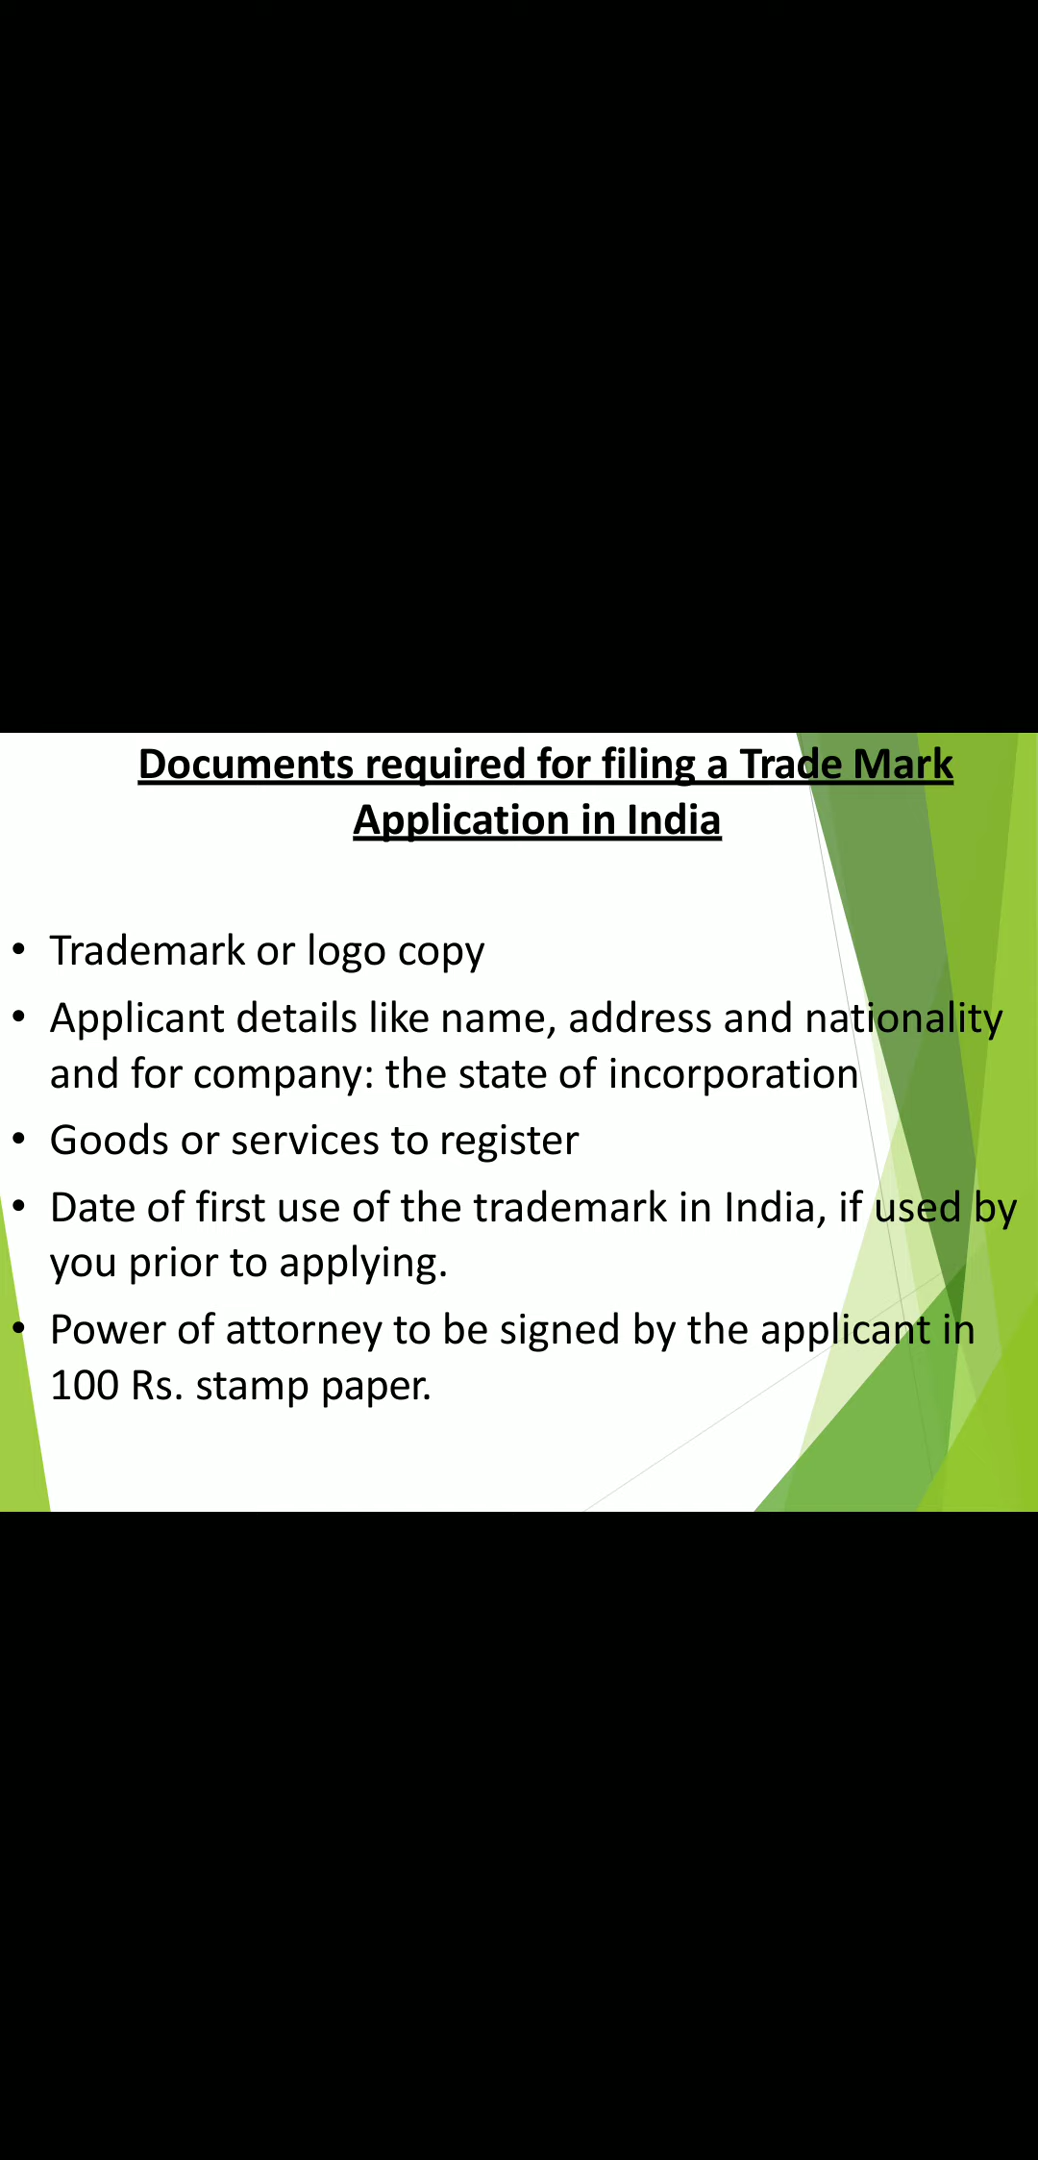 Documents required for filing a Trade Mark
Application in India
• Trademark or logo copy
• Applicant details like name, address and nationality
and for company: the state of incorporation
• Goods or services to register
• Date of first use of the trademark in India, if used by
you prior to applying.
• Power of attorney to be signed by the applicant in
100 Rs. stamp paper.